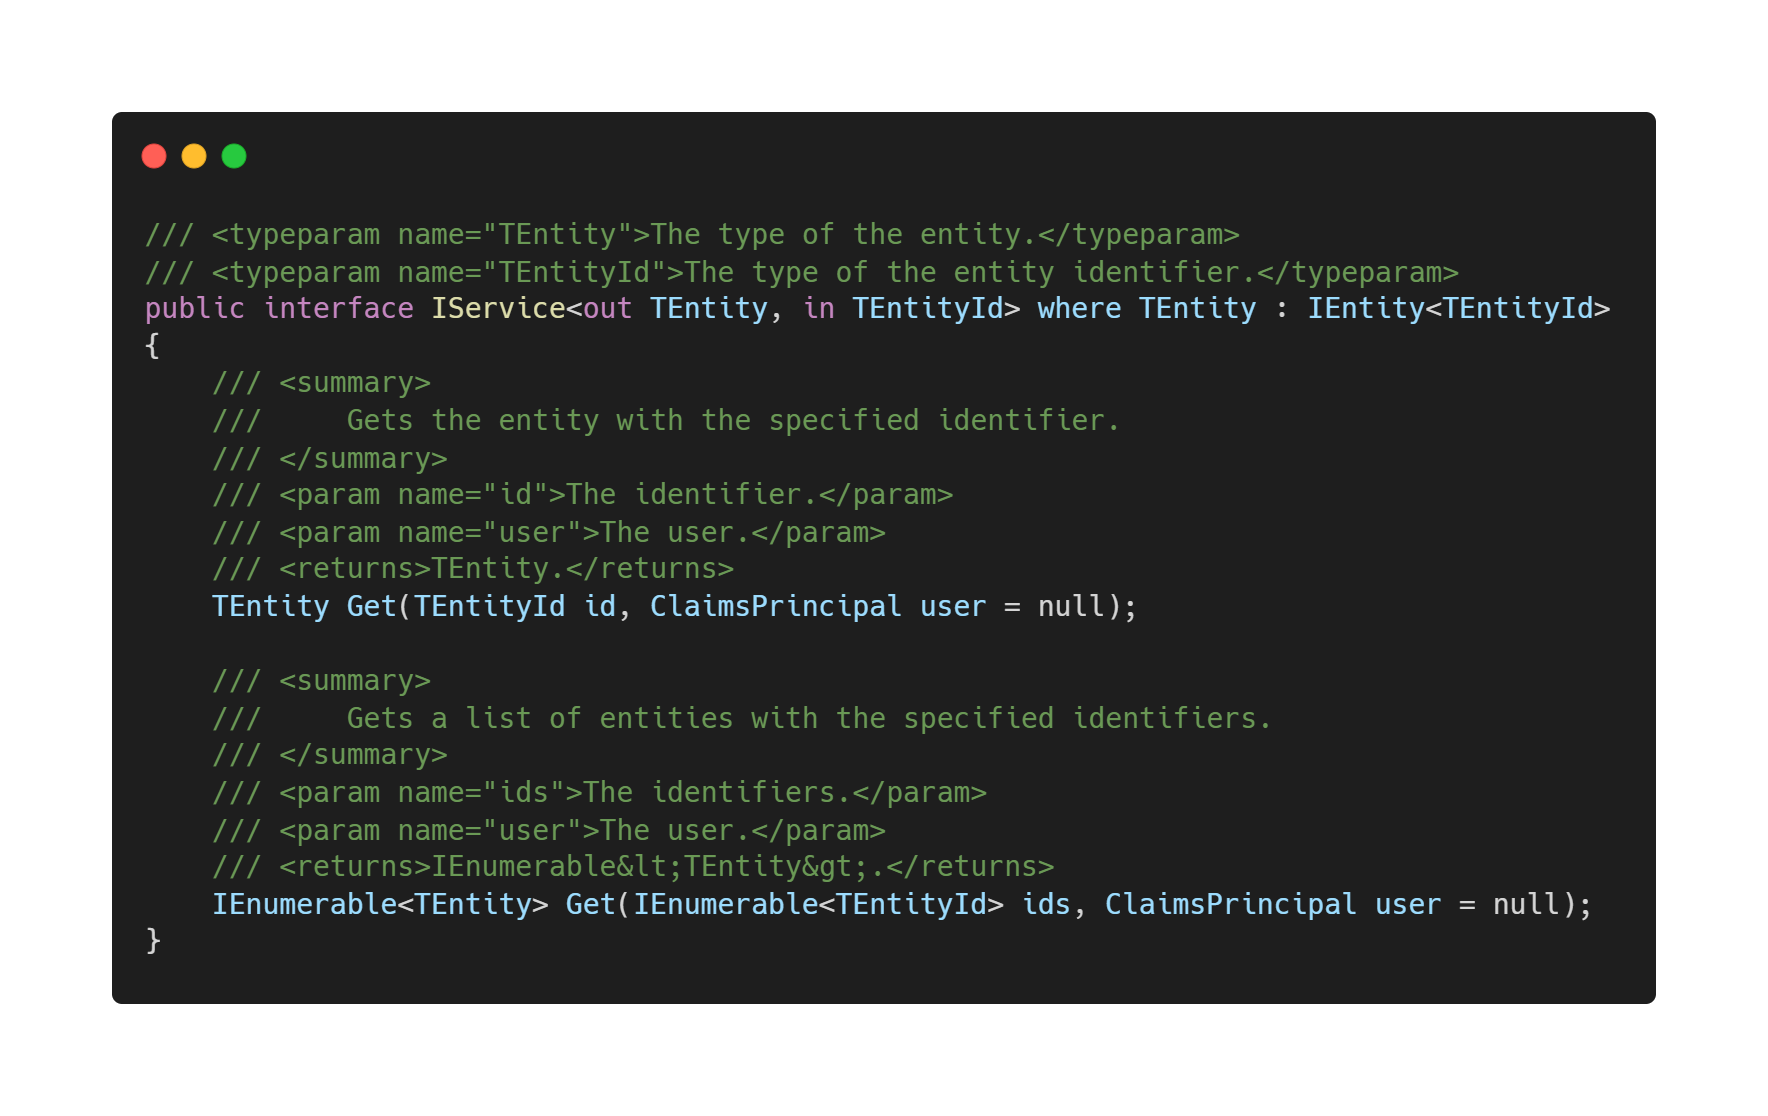 /// <typeparam name="TEntity">The type of the entity.</typeparam>
/// <typeparam name="TEntityId">The type of the entity identifier.</typeparam>
public interface IService<out TEntity, in TEntityId> where TEntity : IEntity<TEntityId>
{
    /// <summary>
    ///     Gets the entity with the specified identifier.
    /// </summary>
    /// <param name="id">The identifier.</param>
    /// <param name="user">The user.</param>
    /// <returns>TEntity.</returns>
    TEntity Get(TEntityId id, ClaimsPrincipal user = null);

    /// <summary>
    ///     Gets a list of entities with the specified identifiers.
    /// </summary>
    /// <param name="ids">The identifiers.</param>
    /// <param name="user">The user.</param>
    /// <returns>IEnumerable&lt;TEntity&gt;.</returns>
    IEnumerable<TEntity> Get(IEnumerable<TEntityId> ids, ClaimsPrincipal user = null);
}